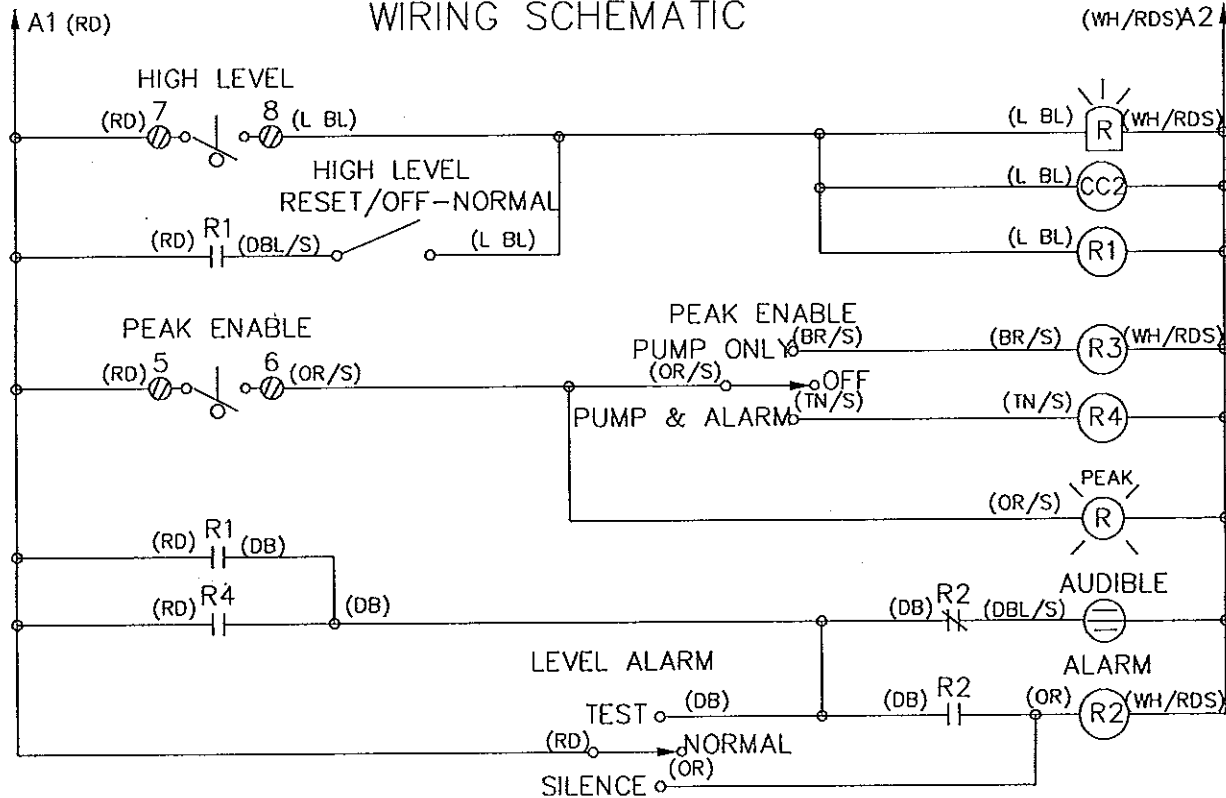 WIRING SCHEMATIC
A1 (RD)
(WH/RDS) A2
HIGH LEVEL
(RD) 7 8 (L BL)
(L BL) R (WH/RDS)
(L BL) CC2
HIGH LEVEL
RESET/OFF-NORMAL
(RD) R1 (DBL/S) (L BL)
(L BL) R1
PEAK ENABLE
(RD) 5 6 (OR/S)
PEAK ENABLE
PUMP ONLY (BR/S)
(BR/S) R3 (WH/RDS)
(OR/S) OFF
PUMP & ALARM (TN/S)
(TN/S) R4
PEAK
(OR/S) R
(RD) R1 (DB)
(RD) R4 (DB)
(DB) R2 (DBL/S) AUDIBLE
LEVEL ALARM
ALARM
TEST (DB)
(DB) R2 (OR) R2 (WH/RDS)
(RD) NORMAL
SILENCE (OR)